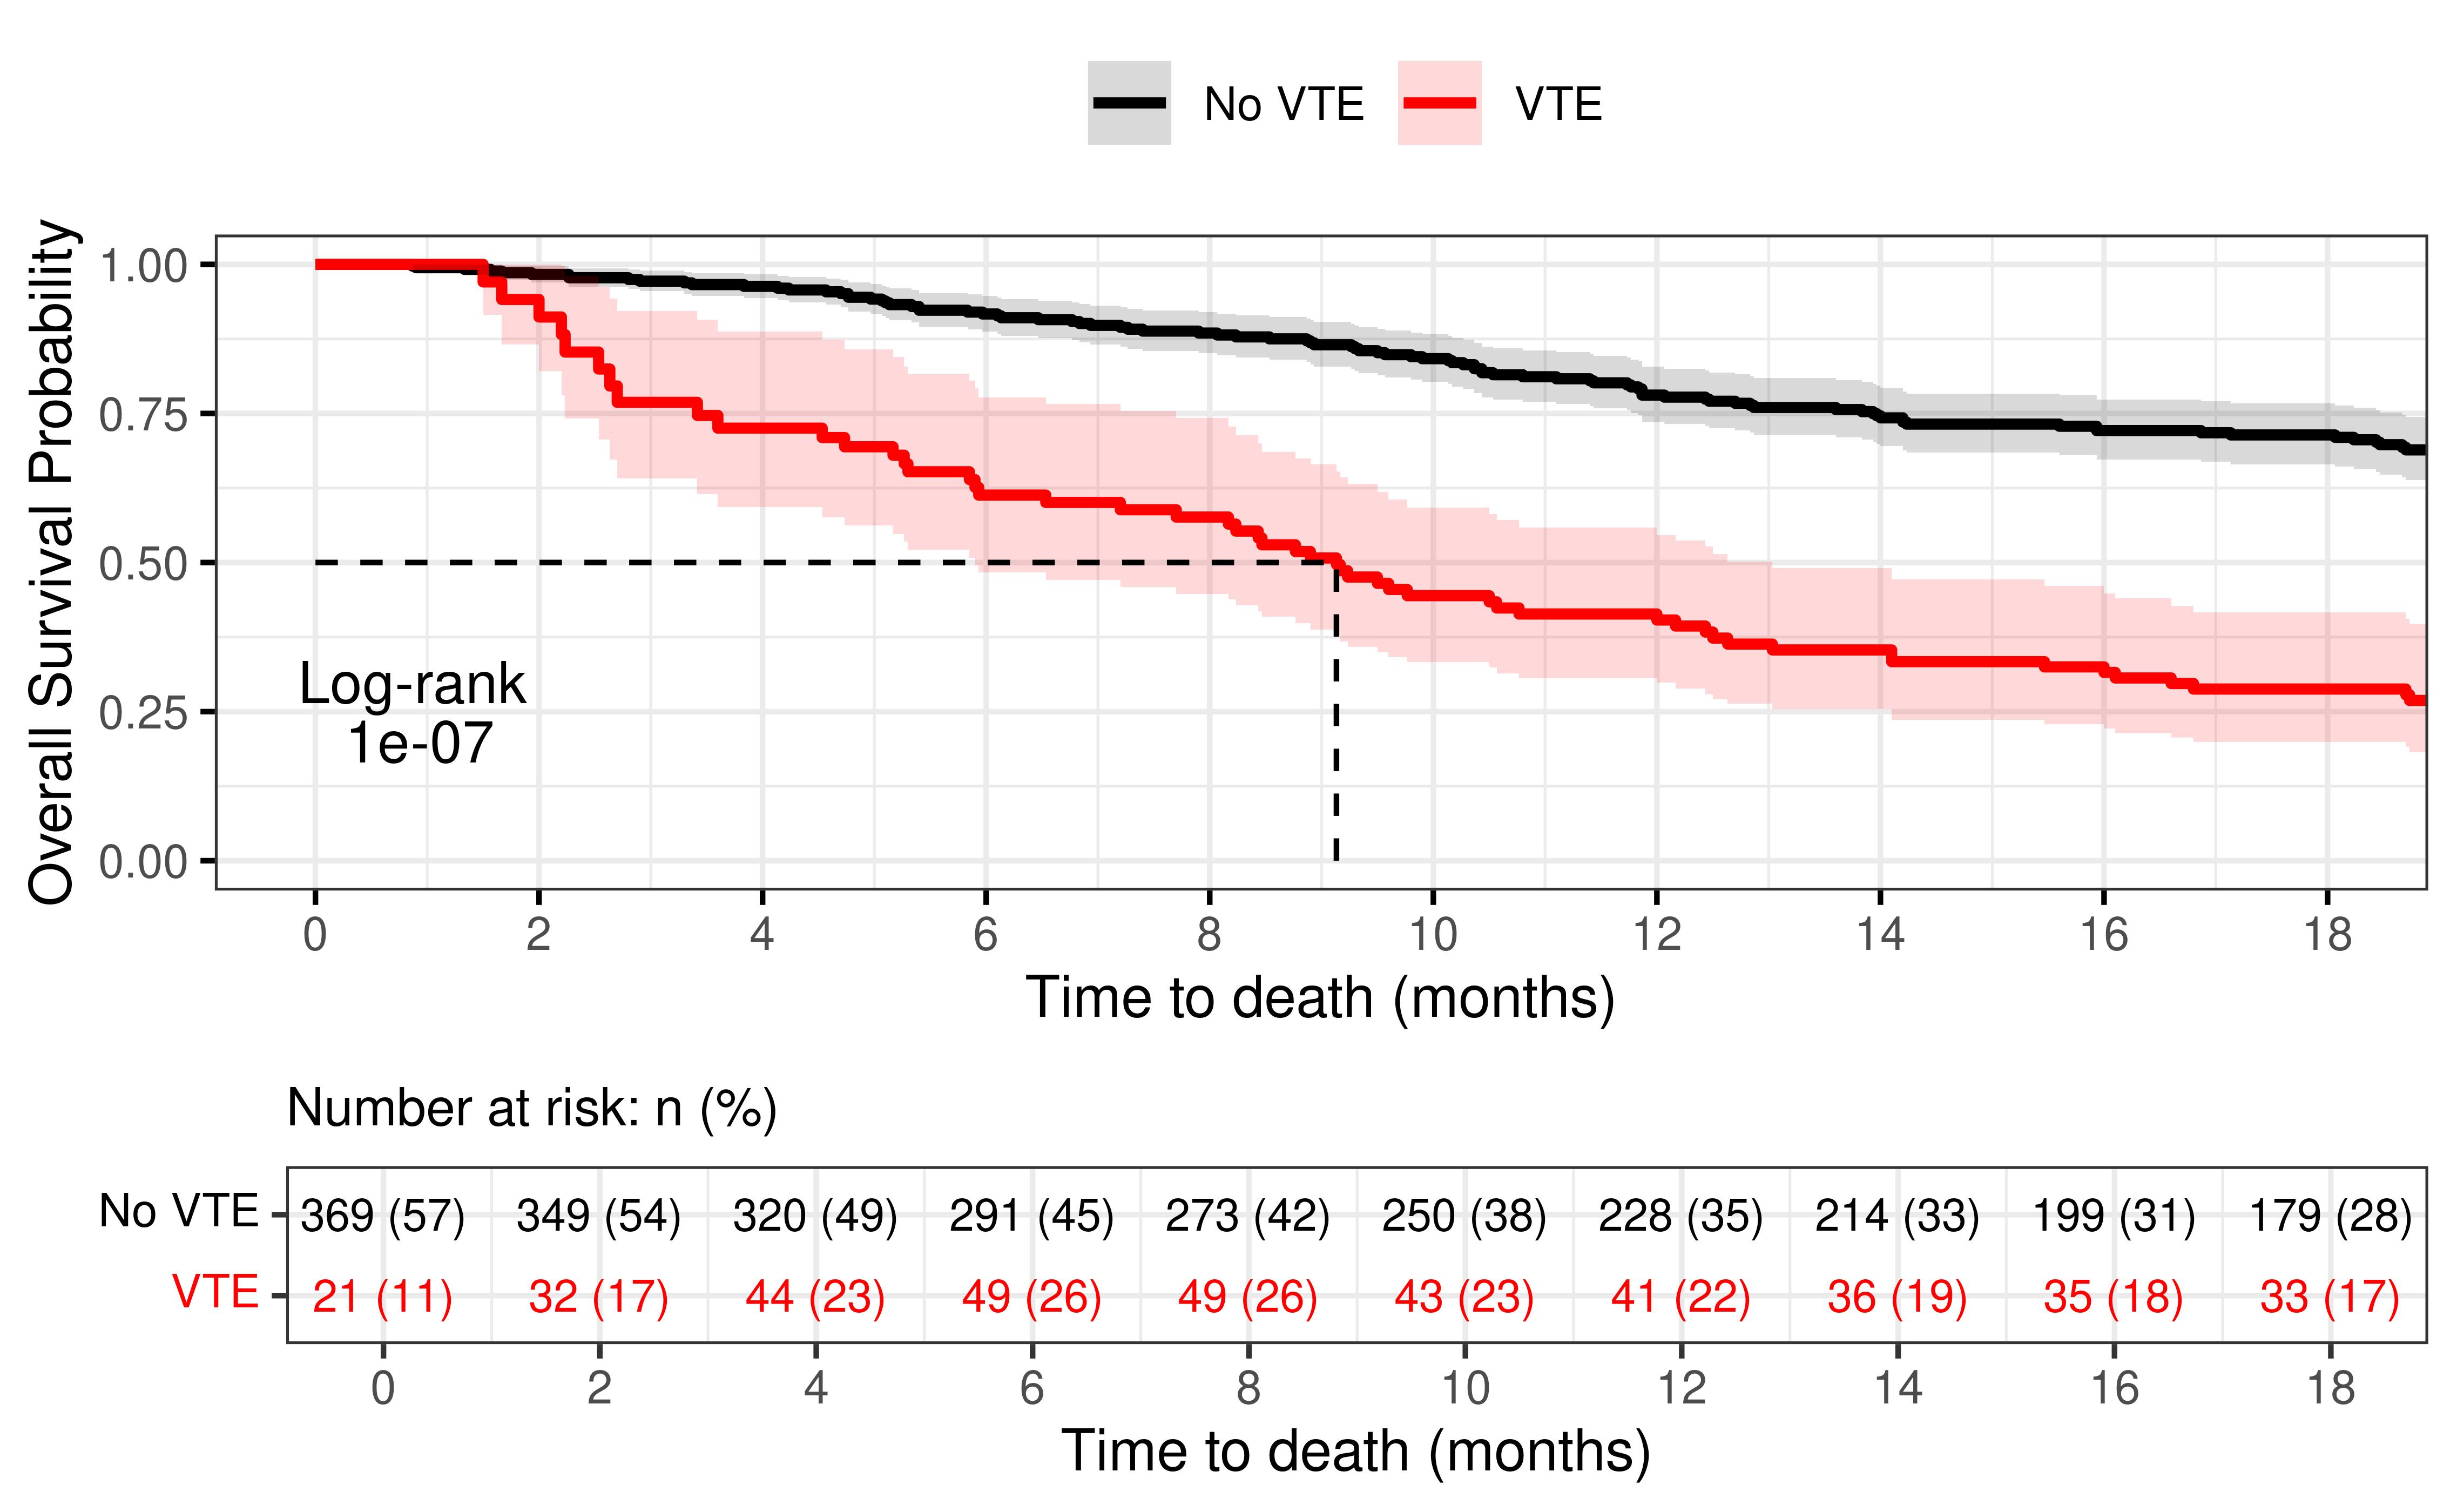 No VTE VTE
Overall Survival Probability
1.00
0.75
0.50
0.25
0.00
Log-rank
1e-07
0 2 4 6 8 10 12 14 16 18
Time to death (months)
Number at risk: n (%)
No VTE 369 (57) 349 (54) 320 (49) 291 (45) 273 (42) 250 (38) 228 (35) 214 (33) 199 (31) 179 (28)
VTE 21 (11) 32 (17) 44 (23) 49 (26) 49 (26) 43 (23) 41 (22) 36 (19) 35 (18) 33 (17)
0 2 4 6 8 10 12 14 16 18
Time to death (months)